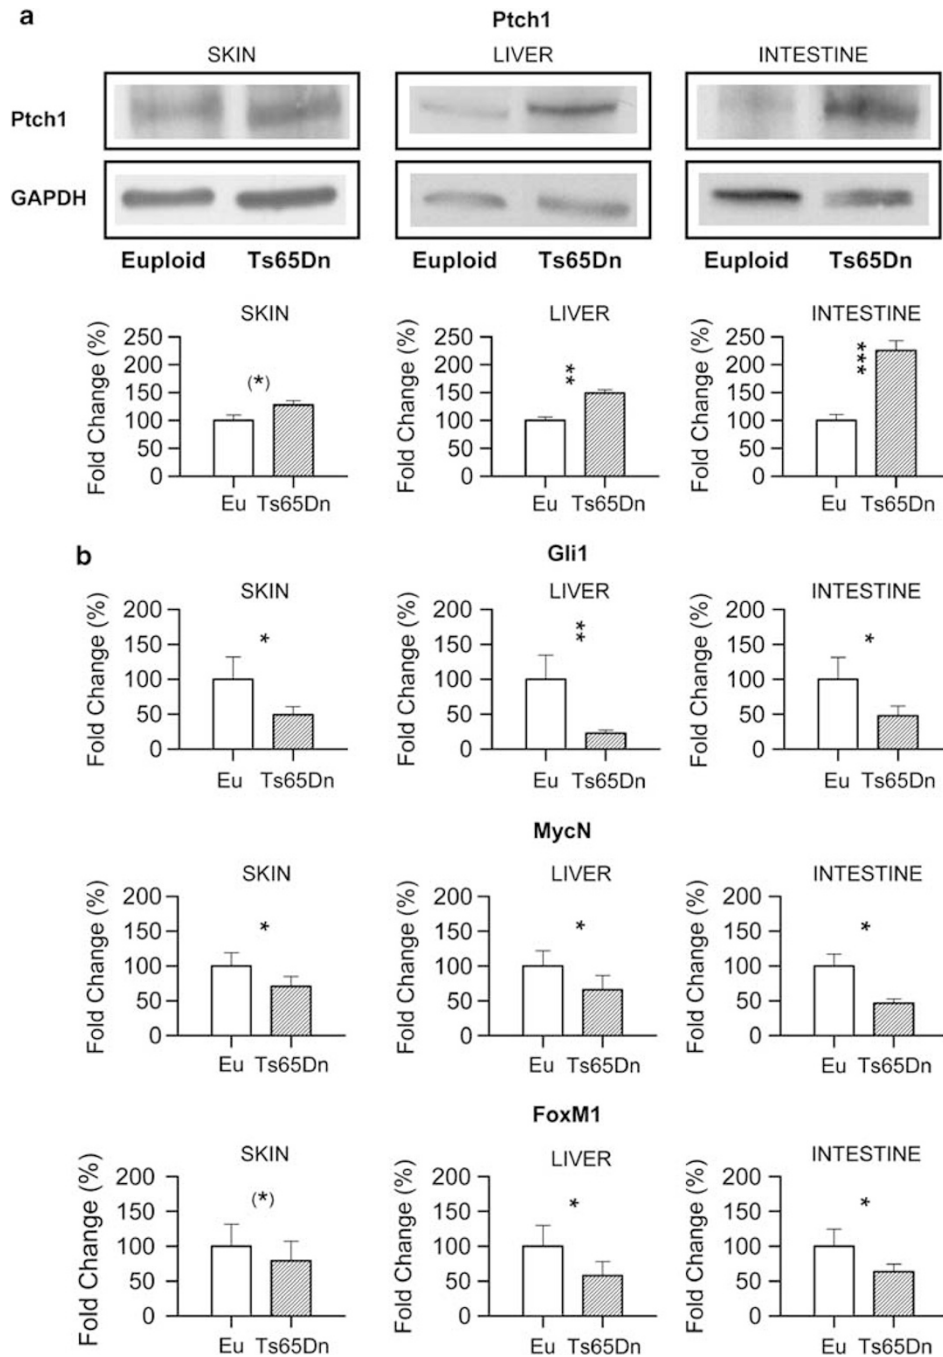 a
Ptch1
SKIN LIVER INTESTINE
Ptch1
GAPDH
Euploid Ts65Dn Euploid Ts65Dn Euploid Ts65Dn
SKIN LIVER INTESTINE
Fold Change (%) 250 200 150 100 50 0 (*) Eu Ts65Dn
Fold Change (%) 250 200 150 100 50 0 ** Eu Ts65Dn
Fold Change (%) 250 200 150 100 50 0 *** Eu Ts65Dn
b
Gli1
SKIN LIVER INTESTINE
Fold Change (%) 200 150 100 50 0 * Eu Ts65Dn
Fold Change (%) 200 150 100 50 0 ** Eu Ts65Dn
Fold Change (%) 200 150 100 50 0 * Eu Ts65Dn
MycN
SKIN LIVER INTESTINE
Fold Change (%) 200 150 100 50 0 * Eu Ts65Dn
Fold Change (%) 200 150 100 50 0 * Eu Ts65Dn
Fold Change (%) 200 150 100 50 0 * Eu Ts65Dn
FoxM1
SKIN LIVER INTESTINE
Fold Change (%) 200 150 100 50 0 (*) Eu Ts65Dn
Fold Change (%) 200 150 100 50 0 * Eu Ts65Dn
Fold Change (%) 200 150 100 50 0 * Eu Ts65Dn